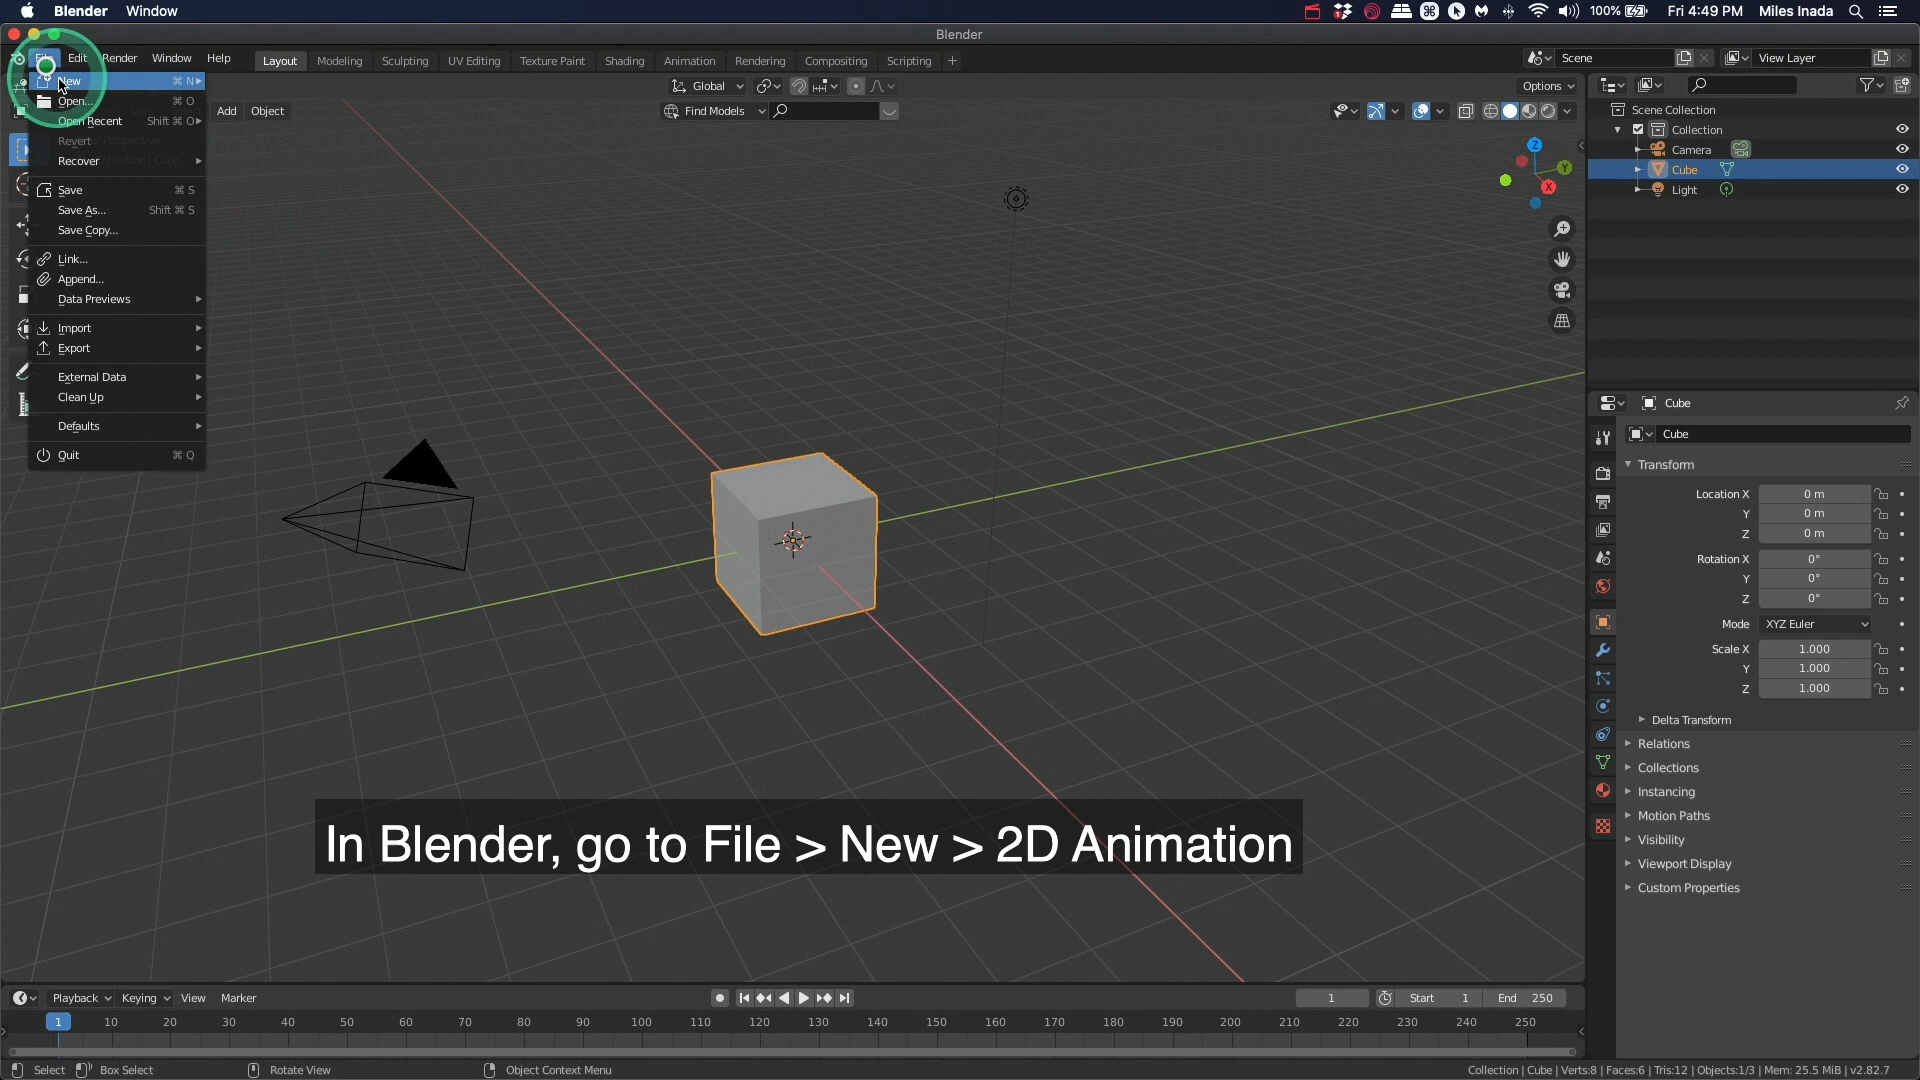 Blender Window 100% Fri 4:49 PM Miles Inada
Blender
File Edit Render Window Help Layout Modeling Sculpting UV Editing Texture Paint Shading Animation Rendering Compositing Scripting + Scene View Layer
New ⌘ N
Open... ⌘ O
Open Recent Shift ⌘ O
Revert
Recover
Save ⌘ S
Save As... Shift ⌘ S
Save Copy...
Link...
Append...
Data Previews
Import
Export
External Data
Clean Up
Defaults
Quit ⌘ Q
Global Options
Add Object Find Models
Z
Y
X
Scene Collection
Collection
Camera
Cube
Light
Cube
Cube
Transform
Location X 0 m
Y 0 m
Z 0 m
Rotation X 0°
Y 0°
Z 0°
Mode XYZ Euler
Scale X 1.000
Y 1.000
Z 1.000
Delta Transform
Relations
Collections
Instancing
Motion Paths
Visibility
Viewport Display
Custom Properties
In Blender, go to File > New > 2D Animation
Playback Keying View Marker 1 Start 1 End 250
1 10 20 30 40 50 60 70 80 90 100 110 120 130 140 150 160 170 180 190 200 210 220 230 240 250
Select Box Select Rotate View Object Context Menu Collection | Cube | Verts:8 | Faces:6 | Tris:12 | Objects:1/3 | Mem: 25.5 MiB | v2.82.7